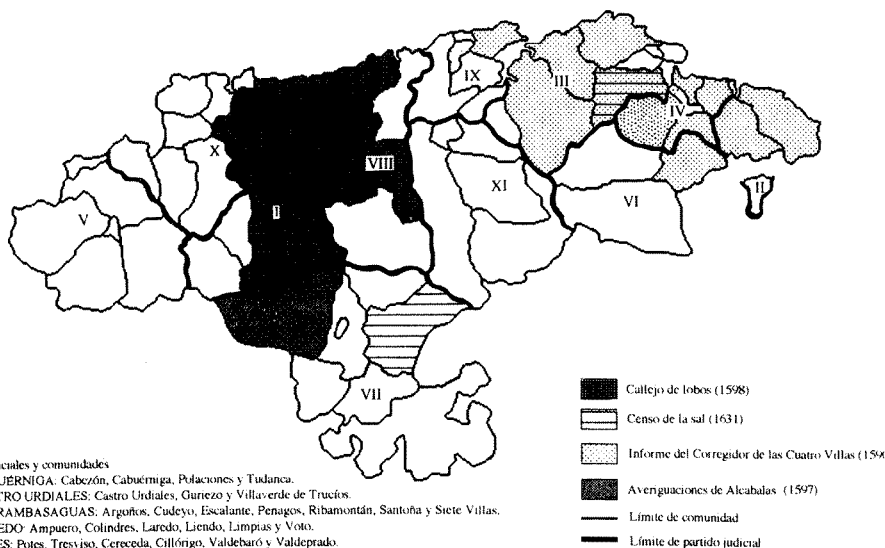 IX
III
IV
X
VIII
I
XI
II
V
VI
VII
Callejo de lobos (1598)
Censo de la sal (1631)
Informe del Corregidor de las Cuatro Villas
Averiguaciones de Alcabalas (1597)
Límite de comunidad
Límite de partido judicial
ciales y comunidades
UÉRNIGA: Cabezón, Cabuérniga, Polaciones y Tudanca.
TRO URDIALES: Castro Urdiales, Guriezo y Villaverde de Trucíos.
RAMBASAGUAS: Argoños, Cudeyo, Escalante, Penagos, Ribamontán, Santoña y Siete Villas.
EDO: Ampuero, Colindres, Laredo, Liendo, Limpias y Voto.
ES: Potes, Tresviso, Cereceda, Cillórigo, Valdebaró y Valdeprado.